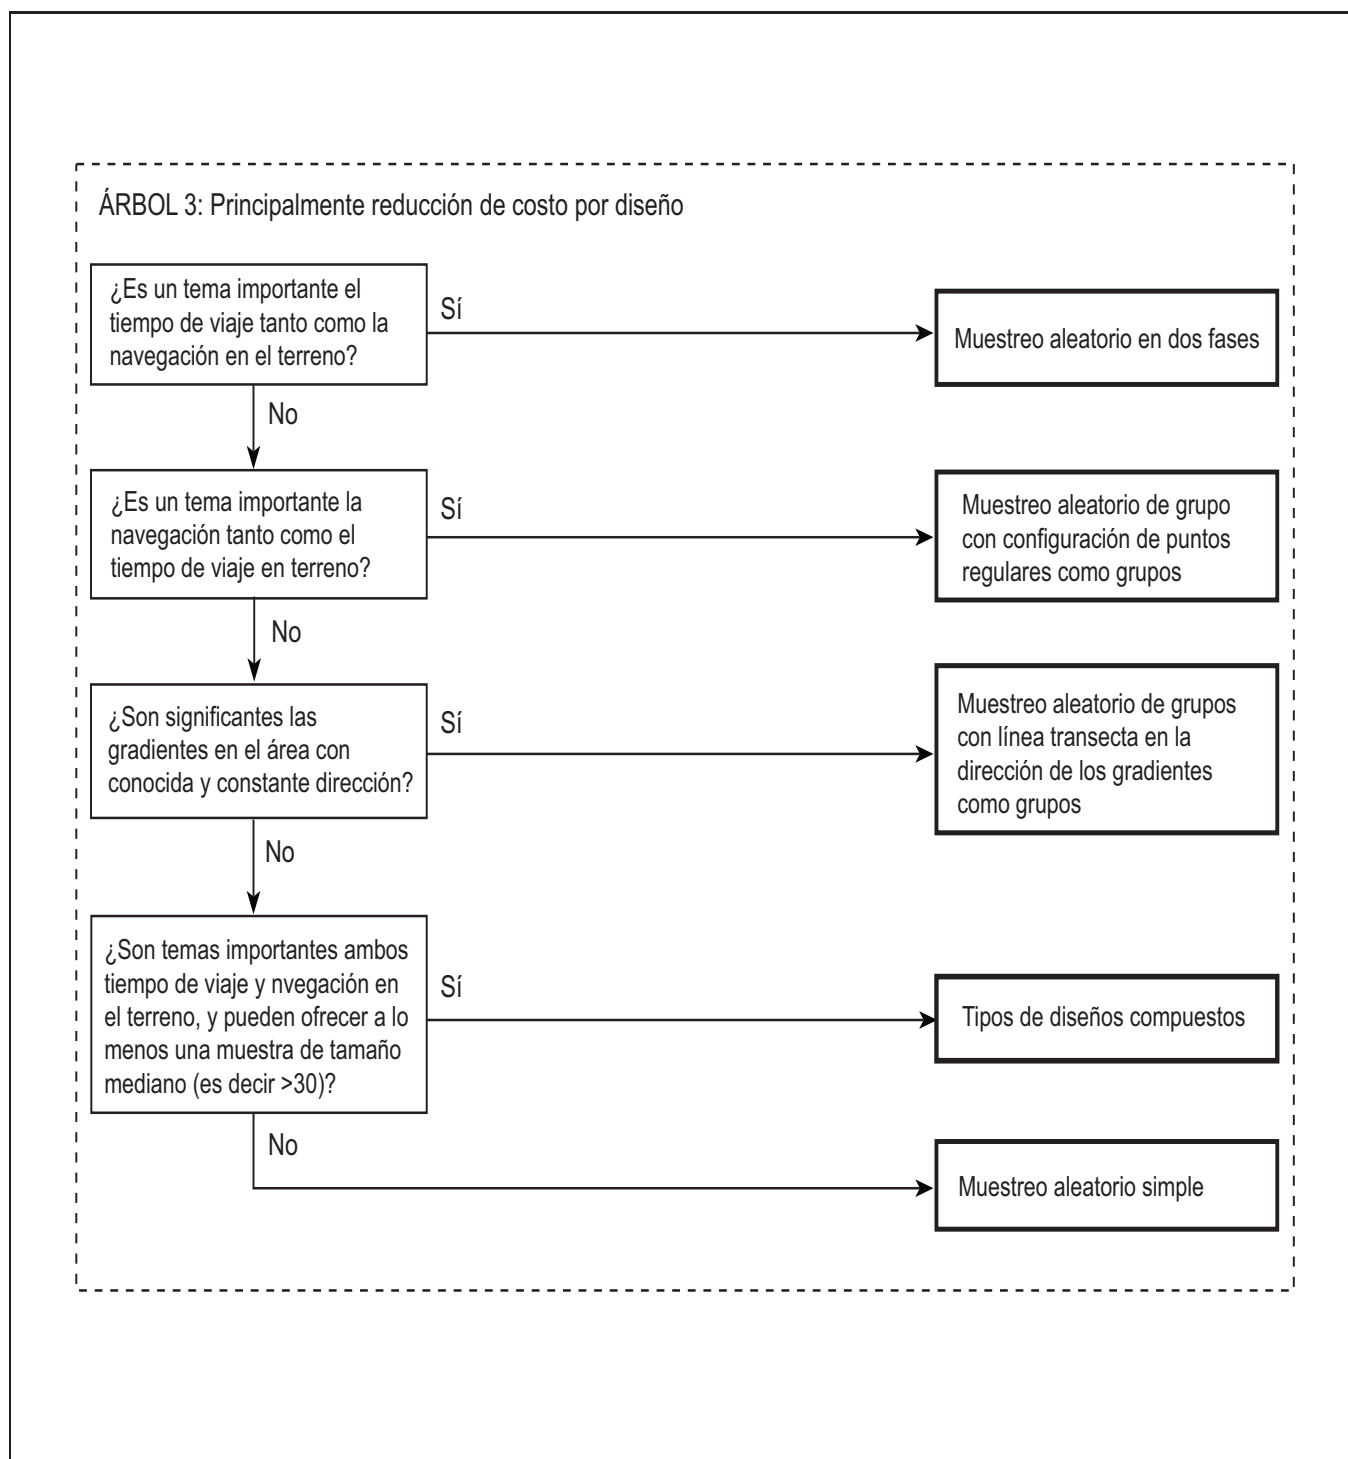 ÁRBOL 3: Principalmente reducción de costo por diseño
¿Es un tema importante el
tiempo de viaje tanto como la
navegación en el terreno?
Sí
Muestreo aleatorio en dos fases
No
¿Es un tema importante la
navegación tanto como el
tiempo de viaje en terreno?
Sí
Muestreo aleatorio de grupo
con configuración de puntos
regulares como grupos
No
¿Son significantes las
gradientes en el área con
conocida y constante dirección?
Sí
Muestreo aleatorio de grupos
con línea transecta en la
dirección de los gradientes
como grupos
No
¿Son temas importantes ambos
tiempo de viaje y nvegación en
el terreno, y pueden ofrecer a lo
menos una muestra de tamaño
mediano (es decir >30)?
Sí
Tipos de diseños compuestos
No
Muestreo aleatorio simple